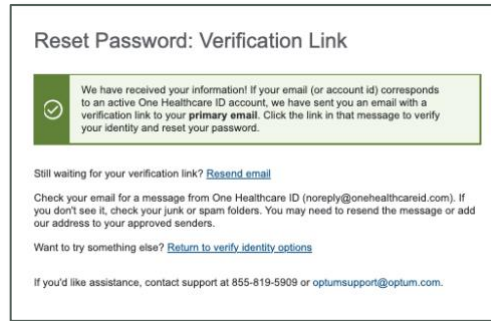 Reset Password: Verification Link
We have received your information! If your email (or account id) corresponds
to an active One Healthcare ID account, we have sent you an email with a
verification link to your primary email. Click the link in that message to verify
your identity and reset your password.
Still waiting for your verification link? Resend email
Check your email for a message from One Healthcare ID (noreply@onehealthcareid.com). If
you don't see it, check your junk or spam folders. You may need to resend the message or add
our address to your approved senders.
Want to try something else? Return to verify identity options
If you'd like assistance, contact support at 855-819-5909 or optumsupport@optum.com.